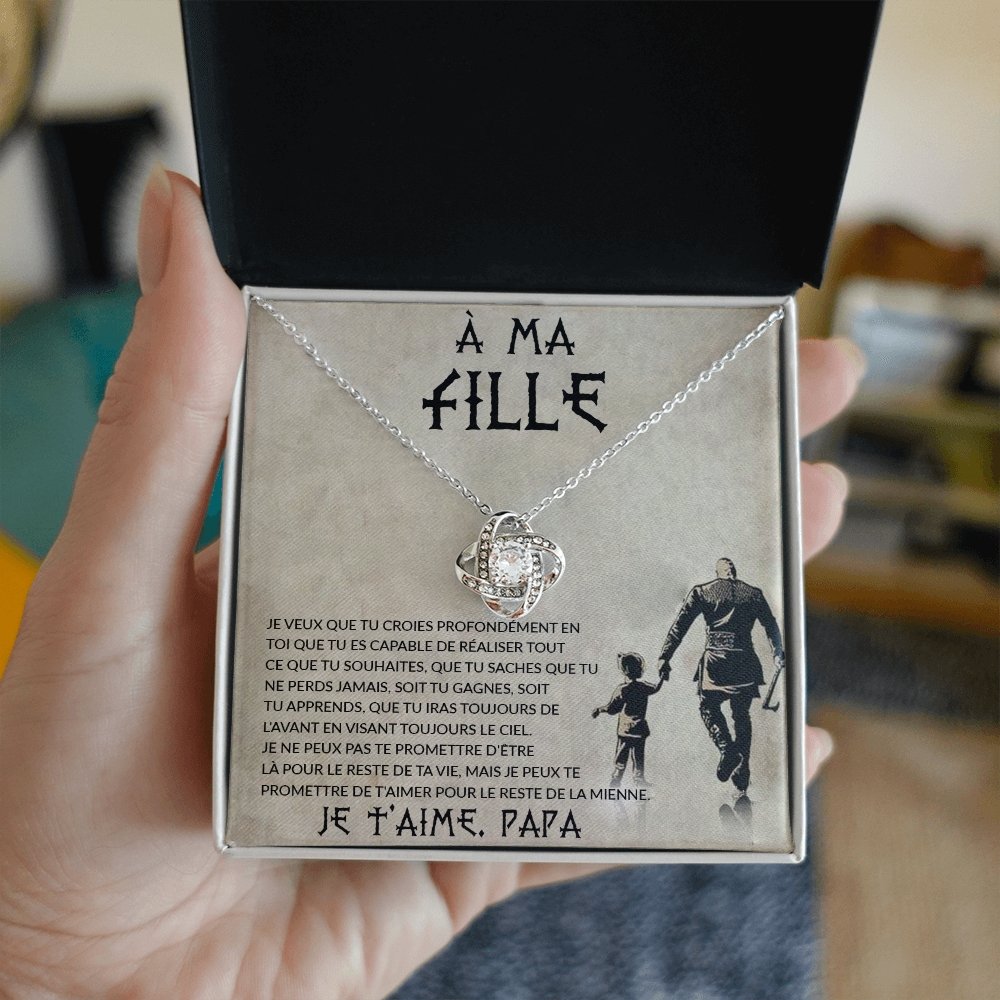 À MA
FILLE
JE VEUX QUE TU CROIES PROFONDÉMENT EN
TOI QUE TU ES CAPABLE DE RÉALISER TOUT
CE QUE TU SOUHAITES, QUE TU SACHES QUE TU
NE PERDS JAMAIS, SOIT TU GAGNES, SOIT
TU APPRENDS, QUE TU IRAS TOUJOURS DE
L'AVANT EN VISANT TOUJOURS LE CIEL.
JE NE PEUX PAS TE PROMETTRE D'ÊTRE
LÀ POUR LE RESTE DE TA VIE, MAIS JE PEUX TE
PROMETTRE DE T'AIMER POUR LE RESTE DE LA MIENNE.
JE T'AIME. PAPA